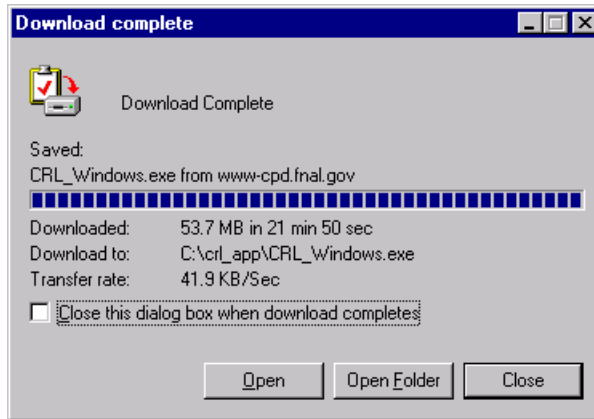 Download complete
Download Complete
Saved:
CRL_Windows.exe from www-cpd.fnal.gov
Downloaded: 53.7 MB in 21 min 50 sec
Download to: C:\crl_app\CRL_Windows.exe
Transfer rate: 41.9 KB/Sec
Close this dialog box when download completes
Open Open Folder Close